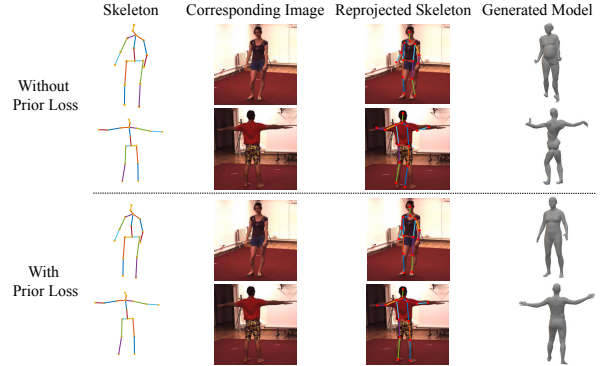 Skeleton Corresponding Image Reprojected Skeleton Generated Model
Without
Prior Loss
With
Prior Loss